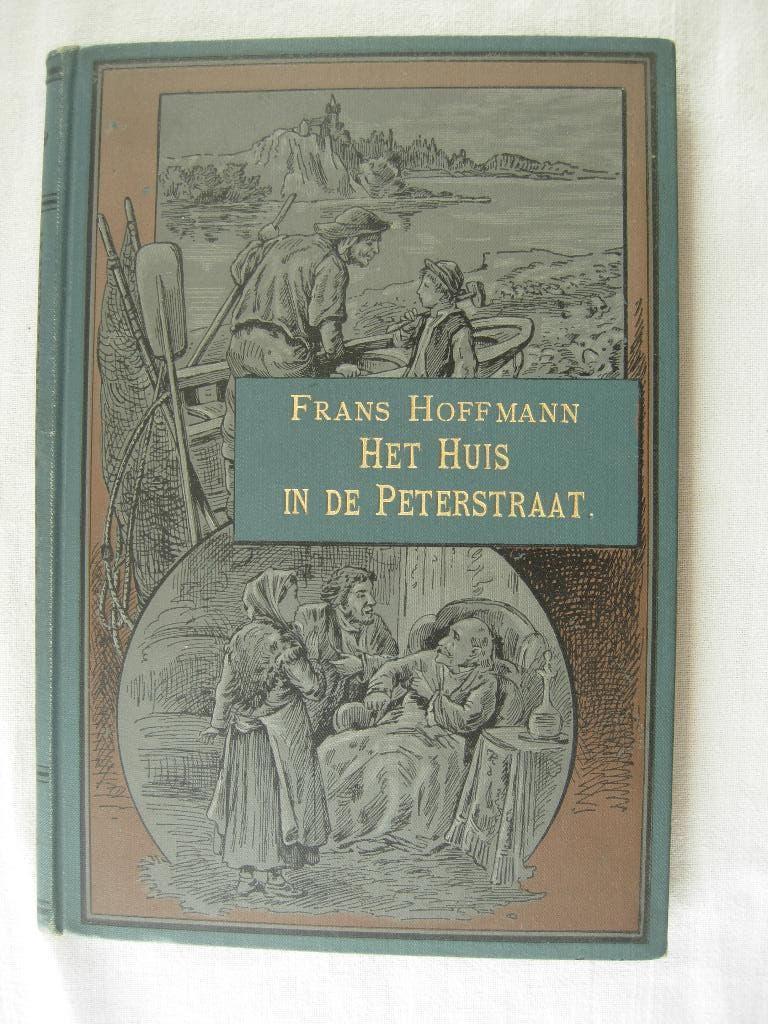 FRANS HOFFMANN
HET HUIS
IN DE PETERSTRAAT.